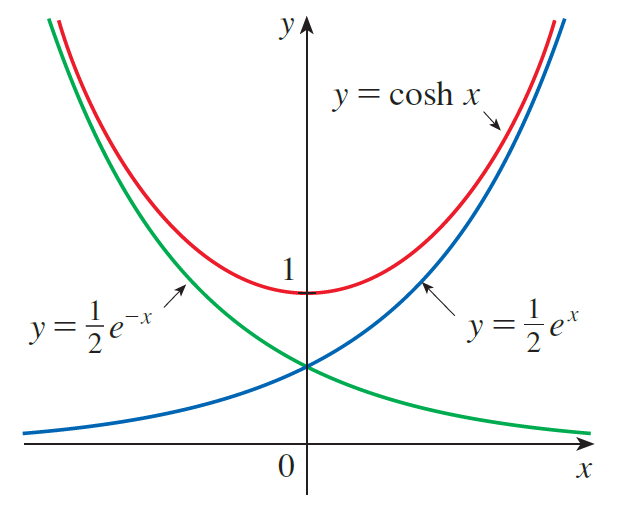 y
y = cosh x
1
y = 1/2 e^-x
y = 1/2 e^x
0
x